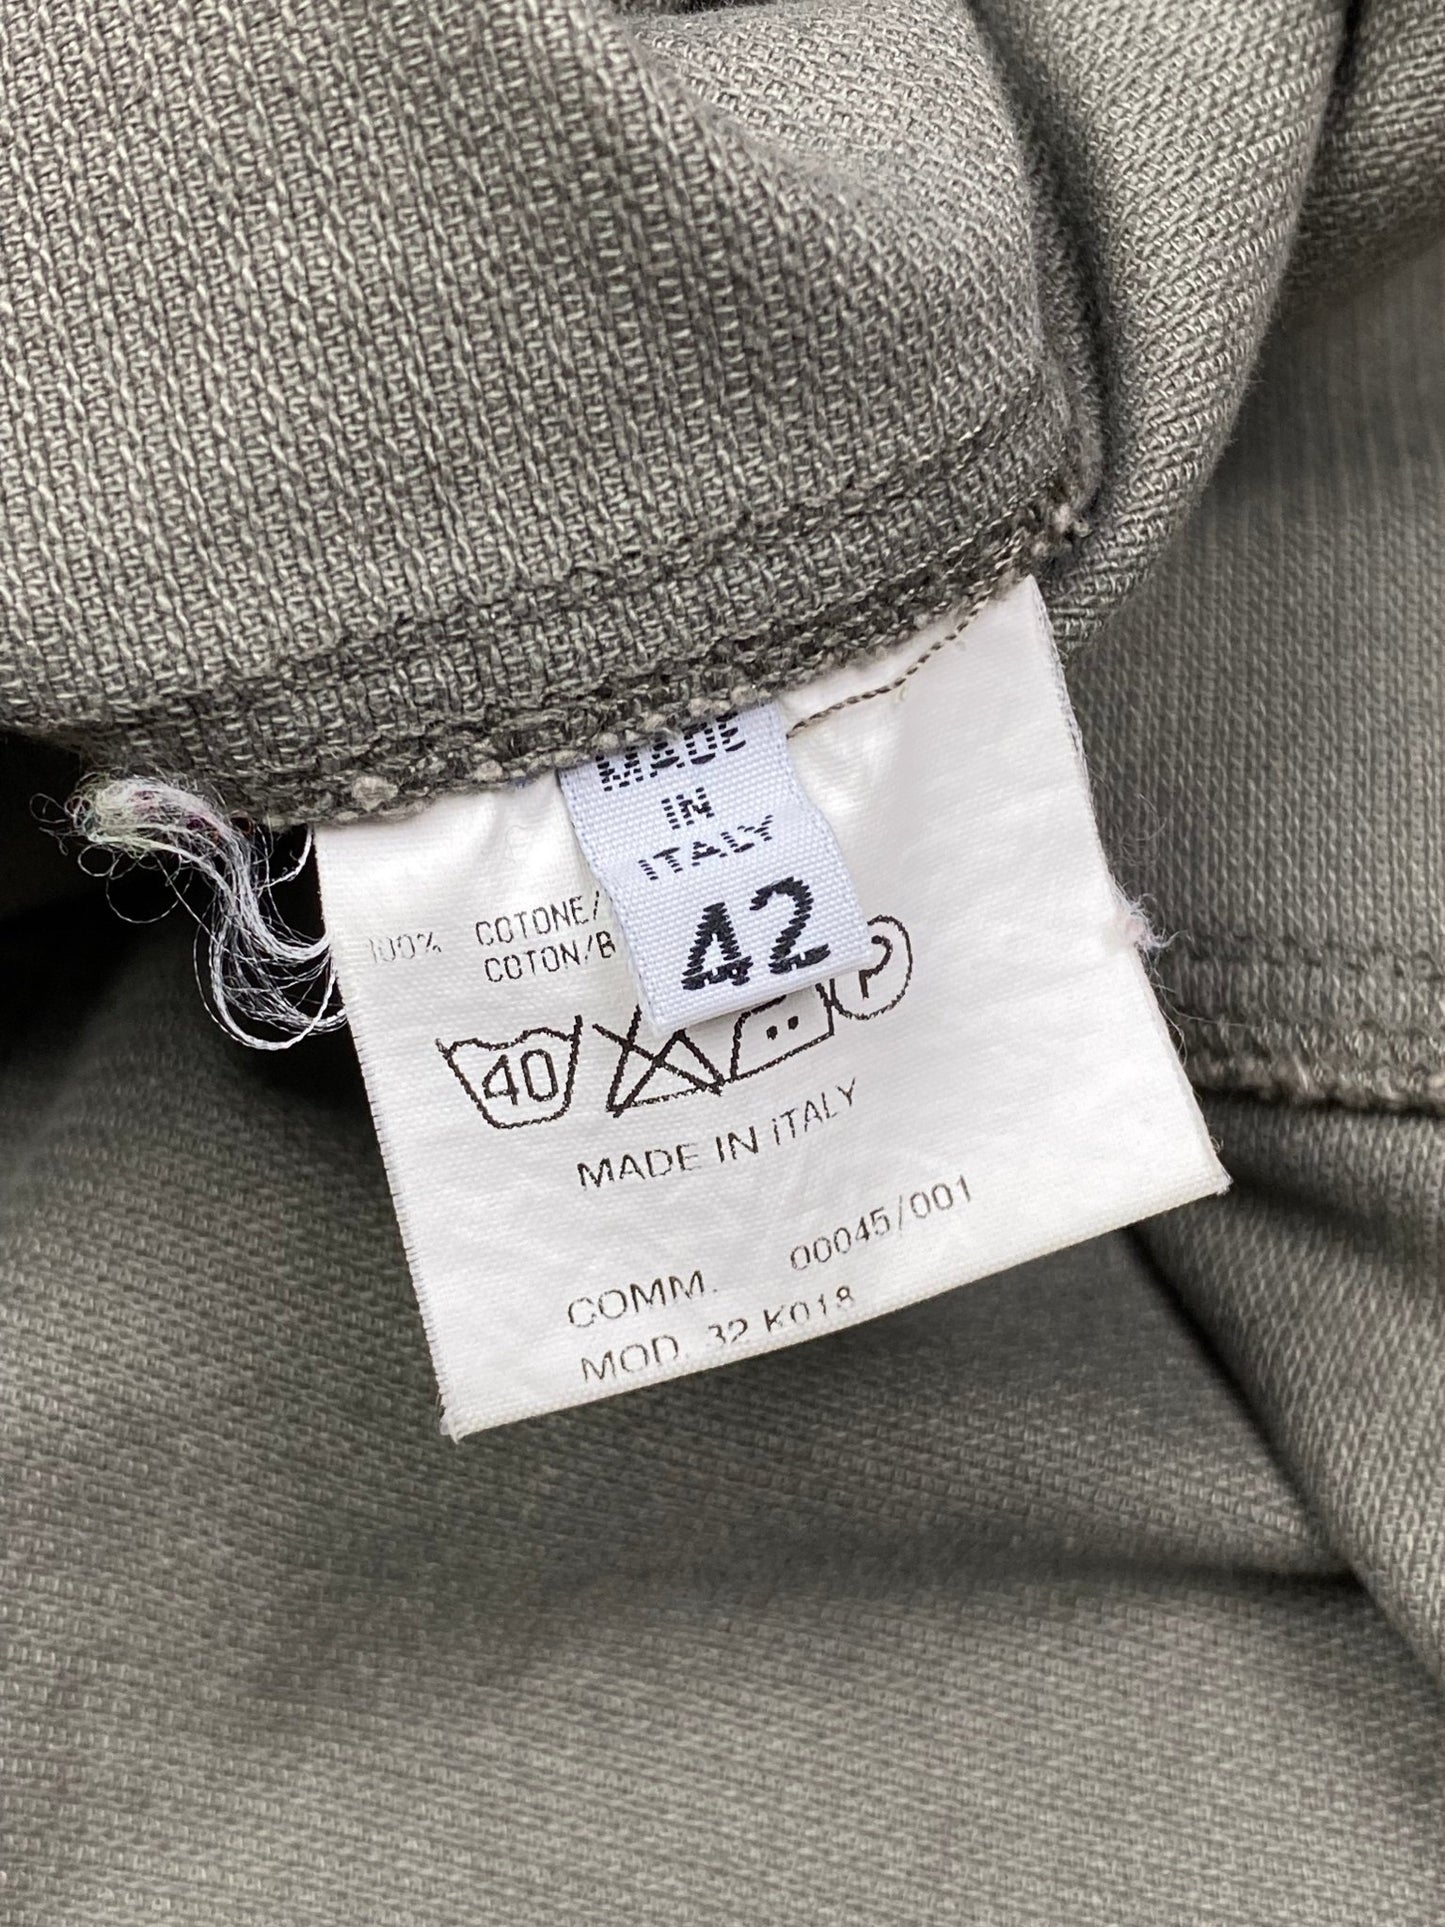 MADE
IN
ITALY
42
100% COTONE/
COTON/B
40
P
MADE IN ITALY
COMM. 00045/001
MOD. 32 K018